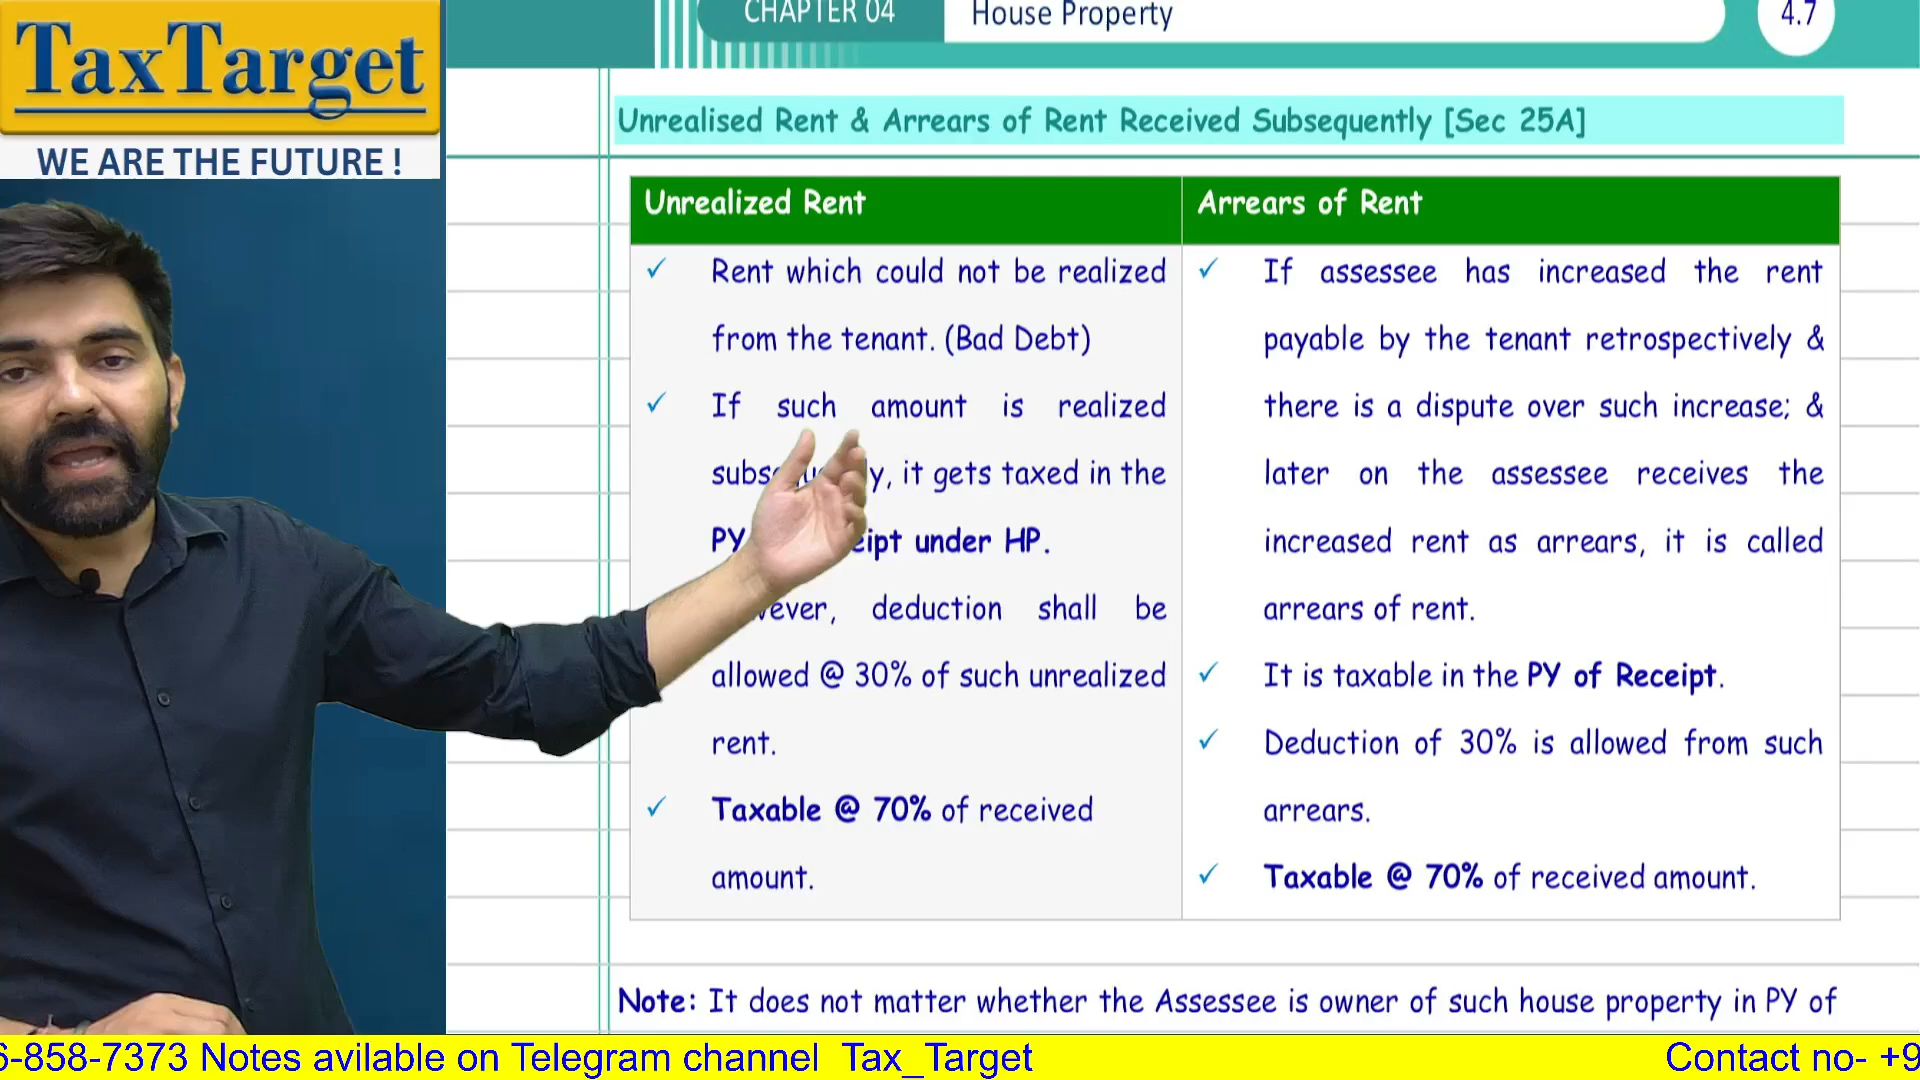 TaxTarget
WE ARE THE FUTURE !
CHAPTER 04
House Property
4.7
Unrealised Rent & Arrears of Rent Received Subsequently [Sec 25A]
Unrealized Rent
✓ Rent which could not be realized
from the tenant. (Bad Debt)
✓ If such amount is realized
it gets taxed in the
PY under HP.
deduction shall be
allowed @ 30% of such unrealized
rent.
✓ Taxable @ 70% of received
amount.
Arrears of Rent
✓ If assessee has increased the rent
payable by the tenant retrospectively &
there is a dispute over such increase; &
later on the assessee receives the
increased rent as arrears, it is called
arrears of rent.
✓ It is taxable in the PY of Receipt.
✓ Deduction of 30% is allowed from such
arrears.
✓ Taxable @ 70% of received amount.
Note: It does not matter whether the Assessee is owner of such house property in PY of
6-858-7373 Notes avilable on Telegram channel Tax_Target
Contact no- +9